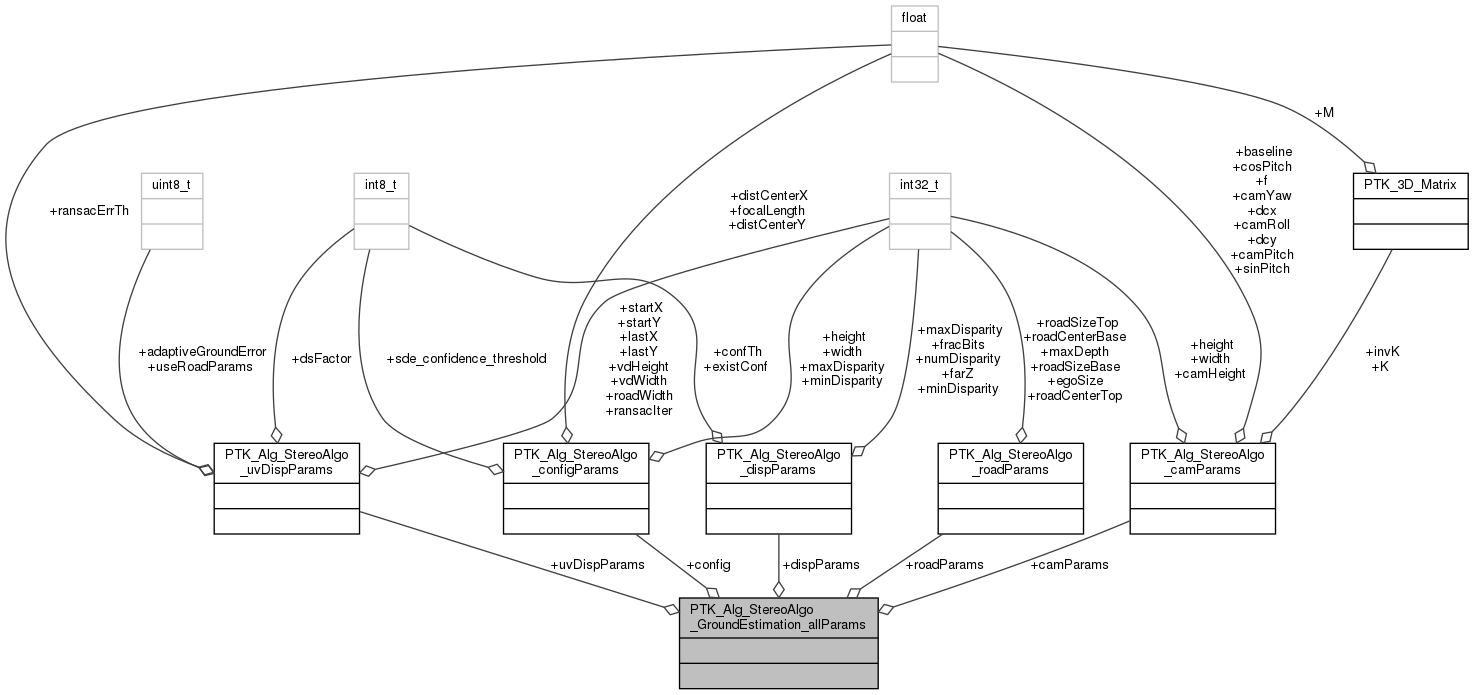 float
+M
+baseline
+cosPitch
+f
+camYaw
+dcx
+camRoll
+dcy
+camPitch
+sinPitch
uint8_t
int8_t
int32_t
PTK_3D_Matrix
+ransacErrTh
+distCenterX
+focalLength
+distCenterY
+adaptiveGroundError
+useRoadParams
+dsFactor
+sde_confidence_threshold
+startX
+startY
+lastX
+lastY
+vdHeight
+vdWidth
+roadWidth
+ransacIter
+confTh
+existConf
+height
+width
+maxDisparity
+minDisparity
+maxDisparity
+fracBits
+numDisparity
+farZ
+minDisparity
+roadSizeTop
+roadCenterBase
+maxDepth
+roadSizeBase
+egoSize
+roadCenterTop
+height
+width
+camHeight
+invK
+K
PTK_Alg_StereoAlgo
_uvDispParams
PTK_Alg_StereoAlgo
_configParams
PTK_Alg_StereoAlgo
_dispParams
PTK_Alg_StereoAlgo
_roadParams
PTK_Alg_StereoAlgo
_camParams
+uvDispParams
+config
+dispParams
+roadParams
+camParams
PTK_Alg_StereoAlgo
_GroundEstimation_allParams